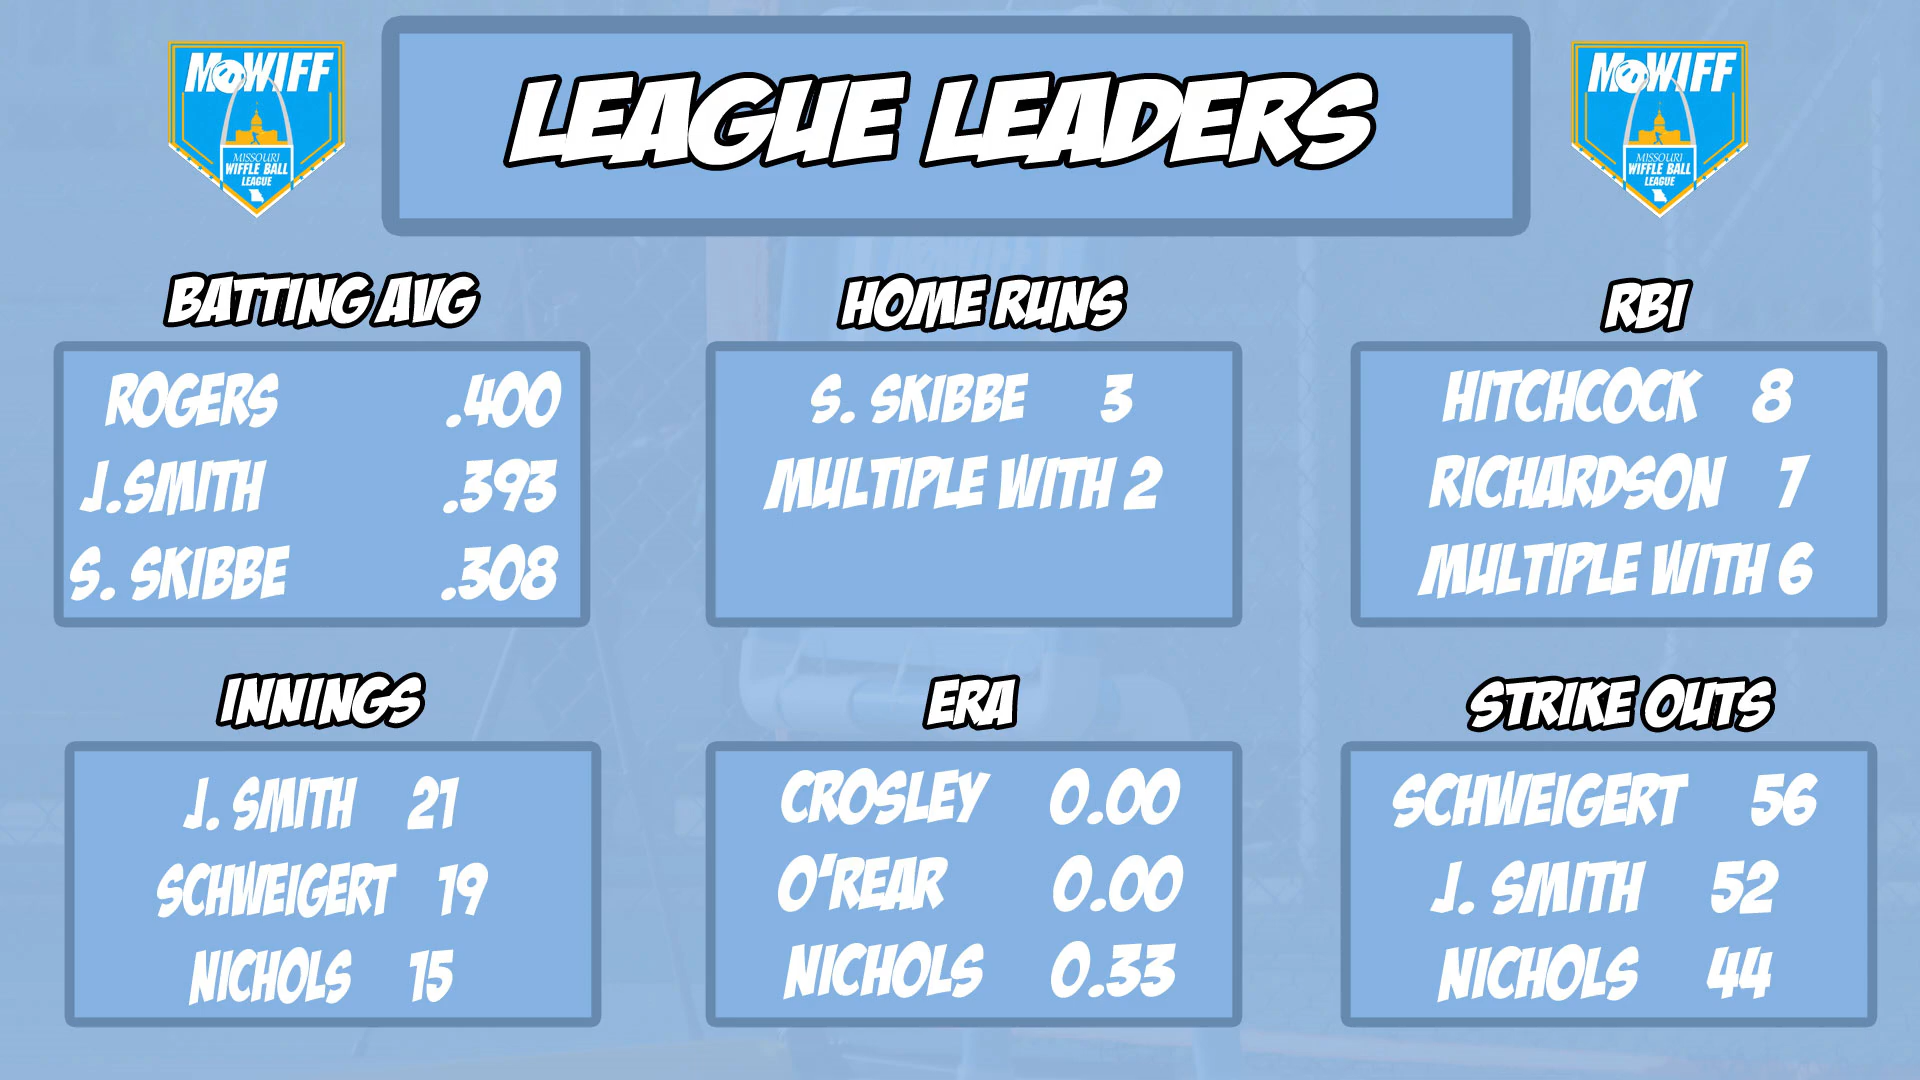 MoWIFF
MISSOURI
WIFFLE BALL
LEAGUE
LEAGUE LEADERS
MoWIFF
MISSOURI
WIFFLE BALL
LEAGUE
BATTING AVG
ROGERS .400
J.SMITH .393
S. SKIBBE .308
HOME RUNS
S. SKIBBE 3
MULTIPLE WITH 2
RBI
HITCHCOCK 8
RICHARDSON 7
MULTIPLE WITH 6
INNINGS
J. SMITH 21
SCHWEIGERT 19
NICHOLS 15
ERA
CROSLEY 0.00
O'REAR 0.00
NICHOLS 0.33
STRIKE OUTS
SCHWEIGERT 56
J. SMITH 52
NICHOLS 44